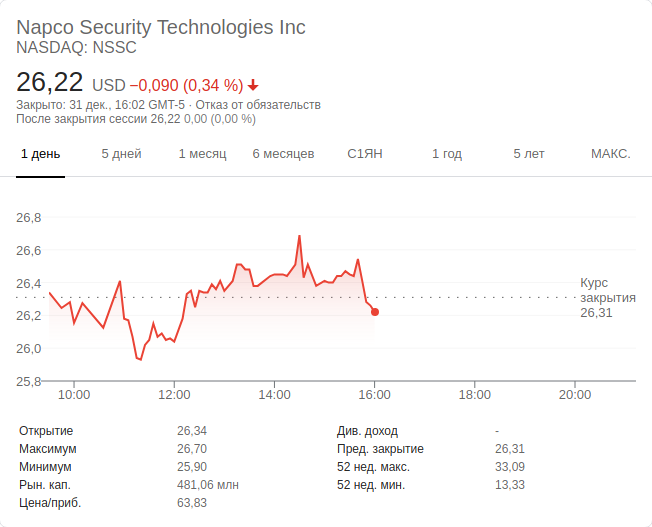 Napco Security Technologies Inc
NASDAQ: NSSC
26,22 USD −0,090 (0,34 %)
Закрыто: 31 дек., 16:02 GMT-5 · Отказ от обязательств
После закрытия сессии 26,22 0,00 (0,00 %)
1 день 5 дней 1 месяц 6 месяцев С1ЯН 1 год 5 лет МАКС.
26,8
26,6
26,4
26,2
26,0
25,8
Курс
закрытия
26,31
10:00 12:00 14:00 16:00 18:00 20:00
Открытие 26,34
Максимум 26,70
Минимум 25,90
Рын. кап. 481,06 млн
Цена/приб. 63,83
Див. доход -
Пред. закрытие 26,31
52 нед. макс. 33,09
52 нед. мин. 13,33